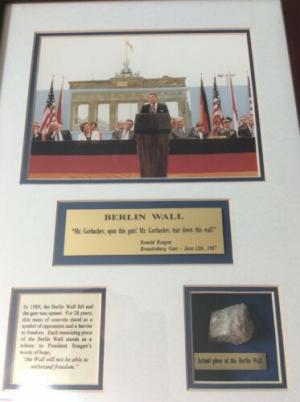 BERLIN WALL
"Mr. Gorbachev, open this gate! Mr. Gorbachev, tear down this wall"
Ronald Reagan
Brandenburg Gate - June 12th, 1987
In 1989, the Berlin Wall fell and
the gate was opened. For 28 years,
this mass of concrete stood as a
symbol of oppression and a barrier
to freedom. Each remaining piece
of the Berlin Wall stands as a
tribute to President Reagan's
words of hope;
"the Wall will not be able to
withstand freedom."
Actual piece of the Berlin Wall